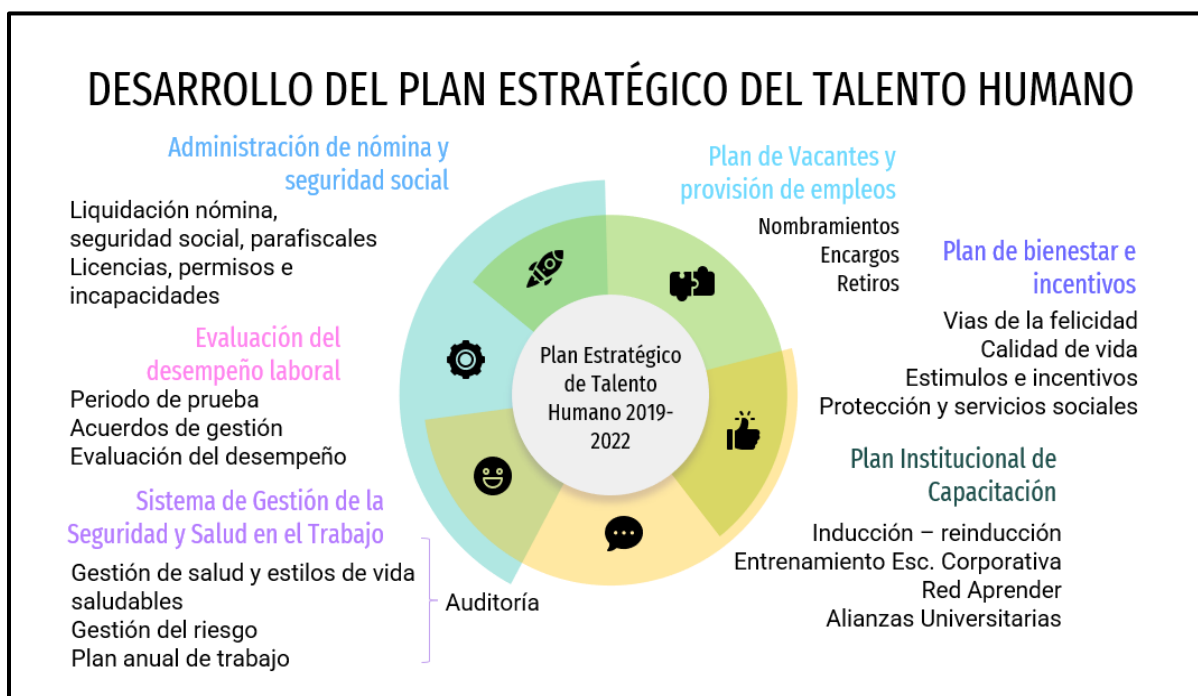 DESARROLLO DEL PLAN ESTRATÉGICO DEL TALENTO HUMANO
Administración de nómina y
seguridad social
Liquidación nómina,
seguridad social, parafiscales
Licencias, permisos e
incapacidades
Evaluación del
desempeño laboral
Periodo de prueba
Acuerdos de gestión
Evaluación del desempeño
Sistema de Gestión de la
Seguridad y Salud en el Trabajo
Gestión de salud y estilos de vida
saludables
Gestión del riesgo
Plan anual de trabajo
Auditoría
Plan Estratégico
de Talento
Humano 2019-
2022
Plan de Vacantes y
provisión de empleos
Nombramientos
Encargos
Retiros
Plan de bienestar e
incentivos
Vias de la felicidad
Calidad de vida
Estimulos e incentivos
Protección y servicios sociales
Plan Institucional de
Capacitación
Inducción – reinducción
Entrenamiento Esc. Corporativa
Red Aprender
Alianzas Universitarias